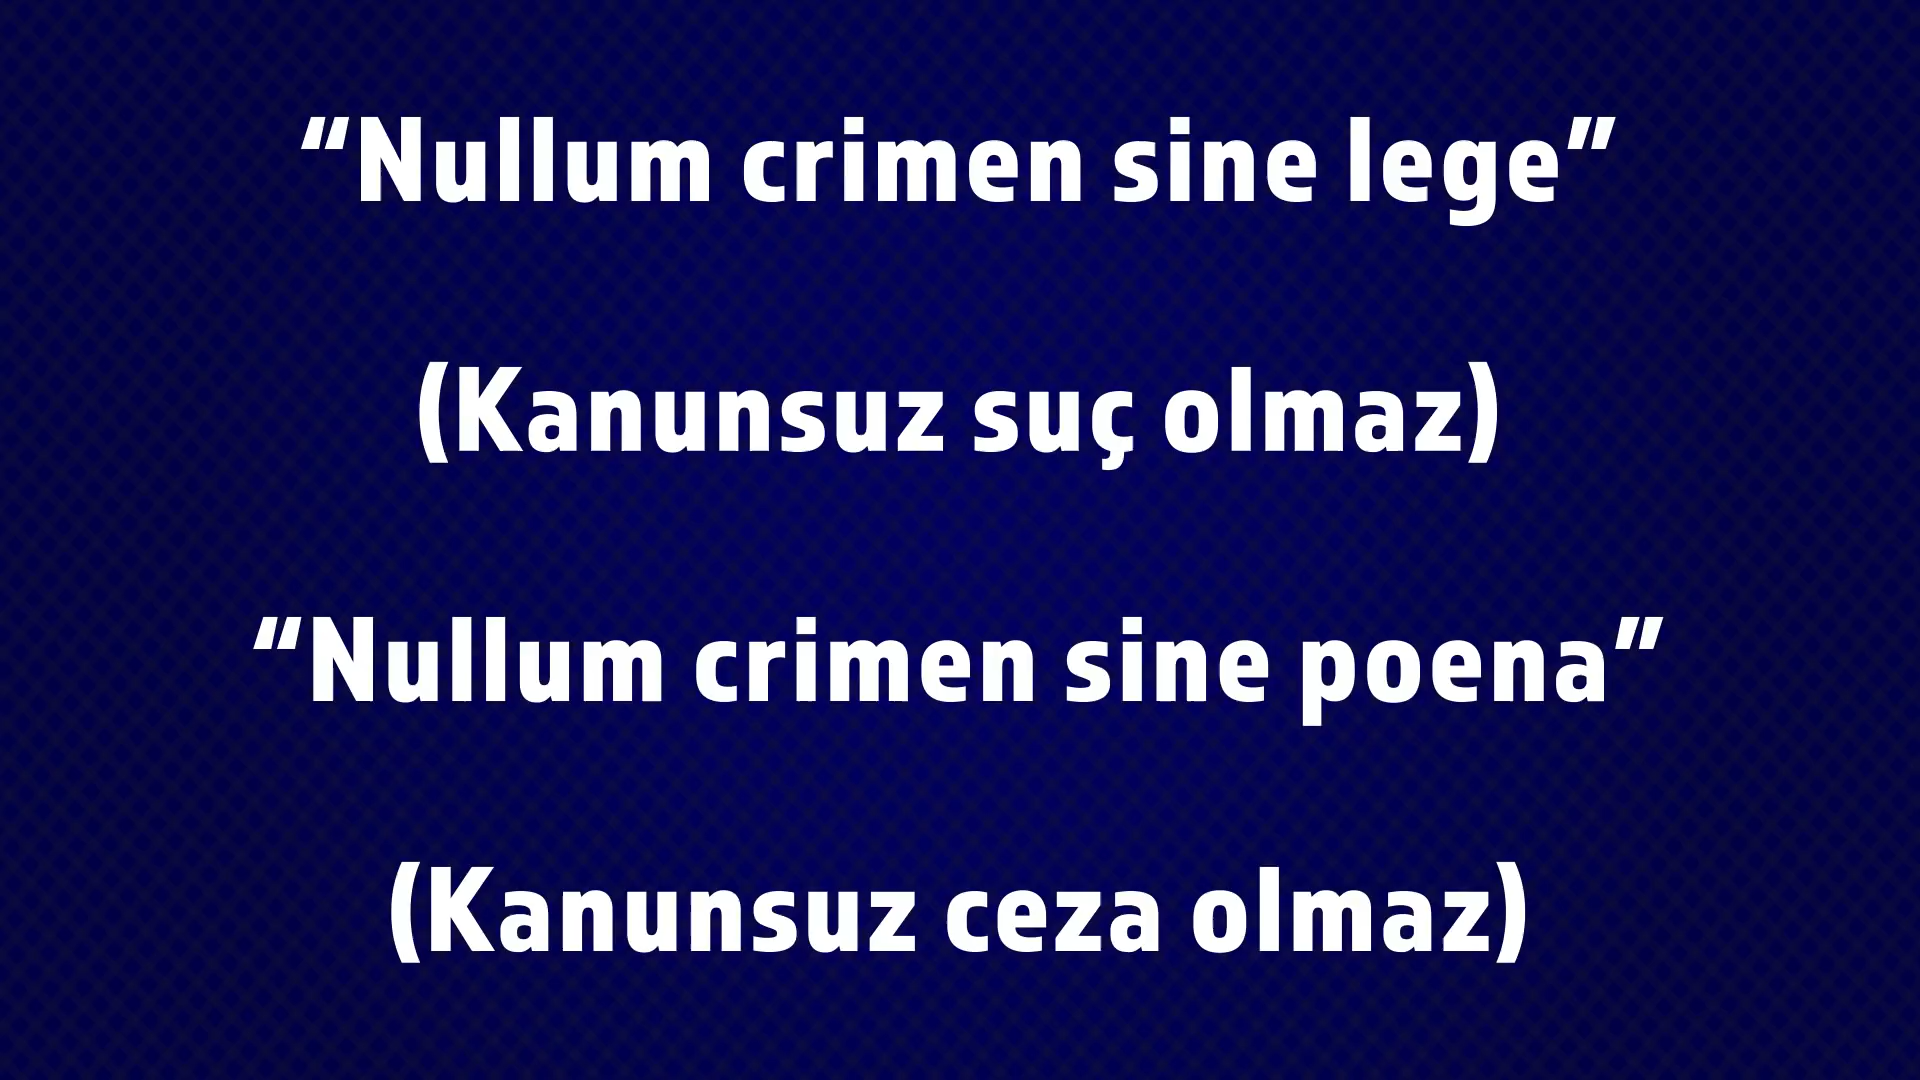 “Nullum crimen sine lege”
(Kanunsuz suç olmaz)
“Nullum crimen sine poena”
(Kanunsuz ceza olmaz)